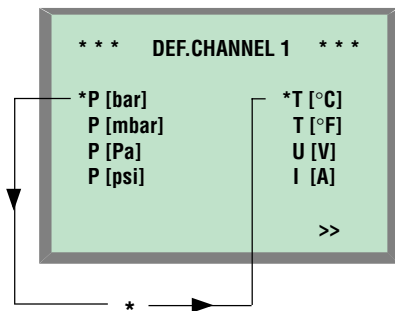 * * * DEF.CHANNEL 1 * * *
*P [bar] *T [°C]
P [mbar] T [°F]
P [Pa] U [V]
P [psi] I [A]
>>
*